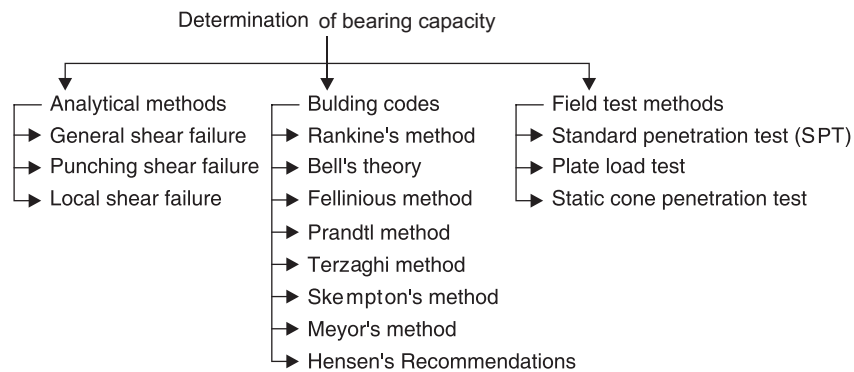 Determination of bearing capacity
Analytical methods
General shear failure
Punching shear failure
Local shear failure
Bulding codes
Rankine's method
Bell's theory
Fellinious method
Prandtl method
Terzaghi method
Skempton's method
Meyor's method
Hensen's Recommendations
Field test methods
Standard penetration test (SPT)
Plate load test
Static cone penetration test